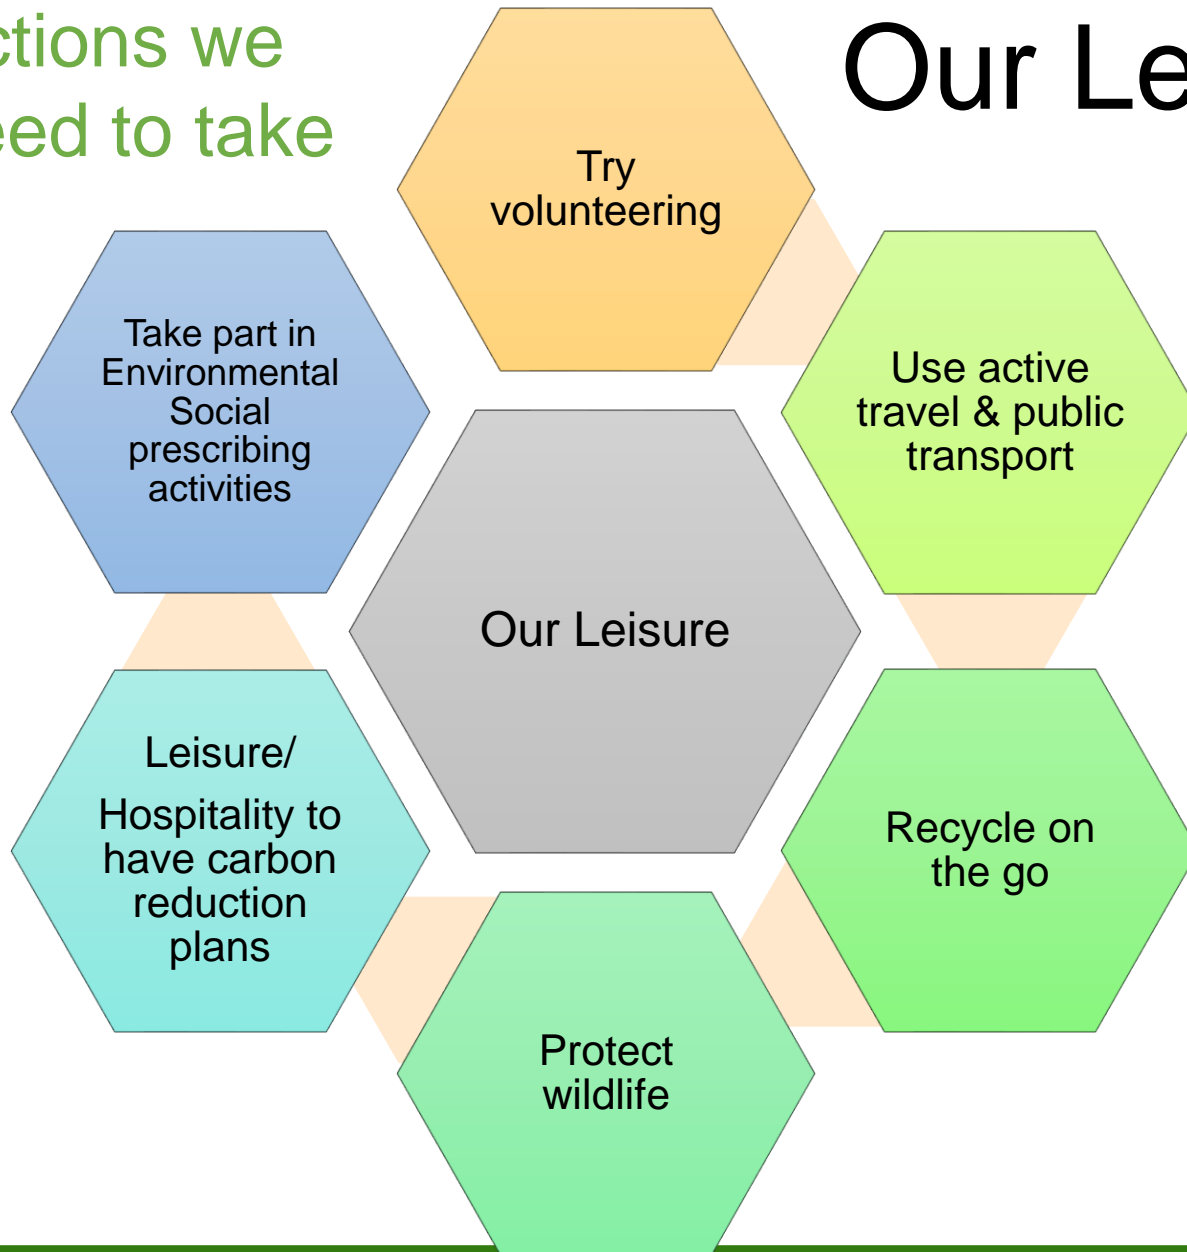 ctions we
eed to take
Our Le
Try
volunteering
Use active
travel & public
transport
Recycle on
the go
Protect
wildlife
Leisure/
Hospitality to
have carbon
reduction
plans
Take part in
Environmental
Social
prescribing
activities
Our Leisure